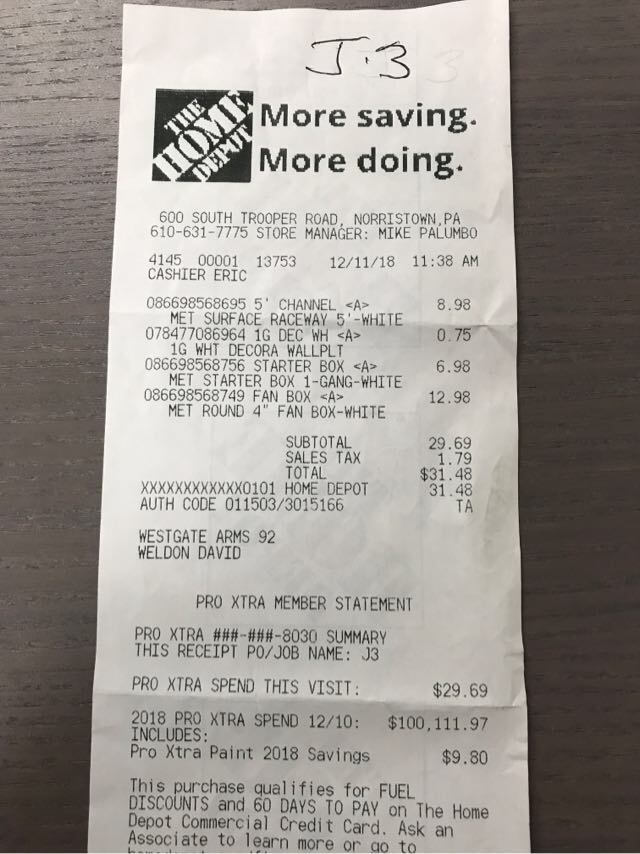 J.3
THE HOME DEPOT
More saving.
More doing.
600 SOUTH TROOPER ROAD, NORRISTOWN,PA
610-631-7775 STORE MANAGER: MIKE PALUMBO
4145 00001 13753 12/11/18 11:38 AM
CASHIER ERIC
086698568695 5' CHANNEL <A> 8.98
MET SURFACE RACEWAY 5'-WHITE
078477086964 1G DEC WH <A> 0.75
1G WHT DECORA WALLPLT
086698568756 STARTER BOX <A> 6.98
MET STARTER BOX 1-GANG-WHITE
086698568749 FAN BOX <A> 12.98
MET ROUND 4" FAN BOX-WHITE
SUBTOTAL 29.69
SALES TAX 1.79
TOTAL $31.48
XXXXXXXXXXXX0101 HOME DEPOT 31.48
AUTH CODE 011503/3015166 TA
WESTGATE ARMS 92
WELDON DAVID
PRO XTRA MEMBER STATEMENT
PRO XTRA ###-###-8030 SUMMARY
THIS RECEIPT PO/JOB NAME: J3
PRO XTRA SPEND THIS VISIT: $29.69
2018 PRO XTRA SPEND 12/10: $100,111.97
INCLUDES:
Pro Xtra Paint 2018 Savings $9.80
This purchase qualifies for FUEL
DISCOUNTS and 60 DAYS TO PAY on The Home
Depot Commercial Credit Card. Ask an
Associate to learn more or go to